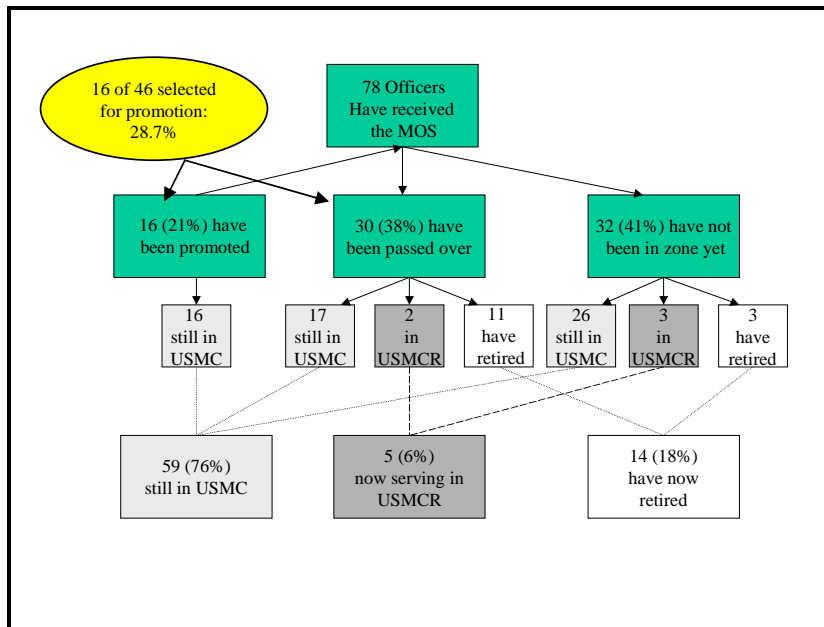 16 of 46 selected
for promotion:
28.7%
78 Officers
Have received
the MOS
16 (21%) have
been promoted
30 (38%) have
been passed over
32 (41%) have not
been in zone yet
16
still in
USMC
17
still in
USMC
2
in
USMCR
11
have
retired
26
still in
USMC
3
in
USMCR
3
have
retired
59 (76%)
still in USMC
5 (6%)
now serving in
USMCR
14 (18%)
have now
retired